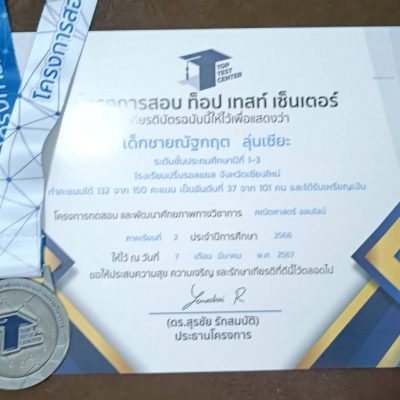 TOP
TEST
CENTER
โครงการสอบ ท็อป เทสท์ เซ็นเตอร์
เกียรติบัตรฉบับนี้ให้ไว้เพื่อแสดงว่า
เด็กชายณัฐกฤต ลุ่นเซียะ
ระดับชั้นประถมศึกษาปีที่ 1-3
โรงเรียนปริ้นรอยแยล จังหวัดเชียงใหม่
ทำคะแนนได้ 132 จาก 150 คะแนน เป็นอันดับที่ 37 จาก 101 คน และได้รับเหรียญเงิน
โครงการทดสอบ และพัฒนาศักยภาพทางวิชาการ คณิตศาสตร์ ออนไลน์
ภาคเรียนที่ 2 ประจำปีการศึกษา 2566
ให้ไว้ ณ วันที่ 7 เดือน มีนาคม พ.ศ. 2567
ขอให้ประสบความสุข ความเจริญ และรักษาเกียรติที่ดีนี้ไว้ตลอดไป
(ดร.สุรชัย รักสมบัติ)
ประธานโครงการ
โครงการสอ
TOP
TEST
CENTER